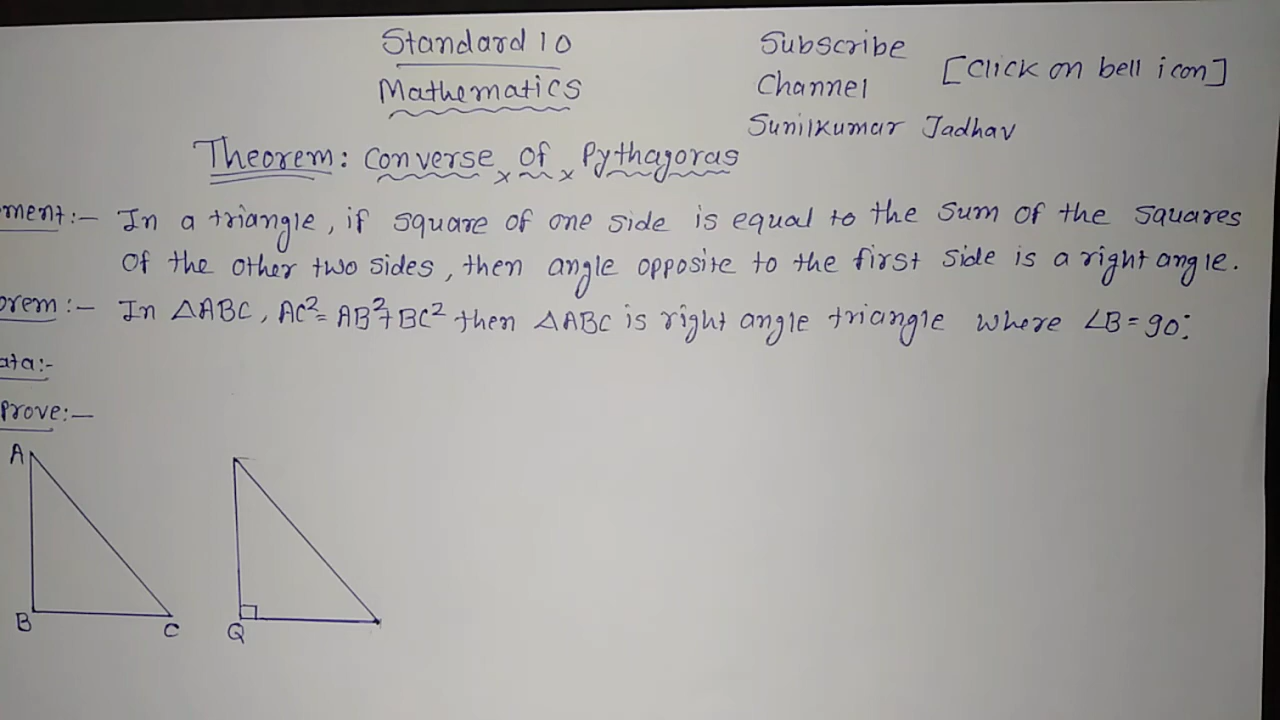 Standard 10
Mathematics
Subscribe
Channel
Sunilkumar Jadhav
[Click on bell icon]
Theorem: Converse of Pythagoras
ment:- In a triangle, if square of one side is equal to the sum of the squares
of the other two sides, then angle opposite to the first side is a right angle.
orem:- In △ABC, AC²= AB²+BC² then △ABC is right angle triangle where ∠B=90°.
ata:-
Prove:-
A
B
C
Q